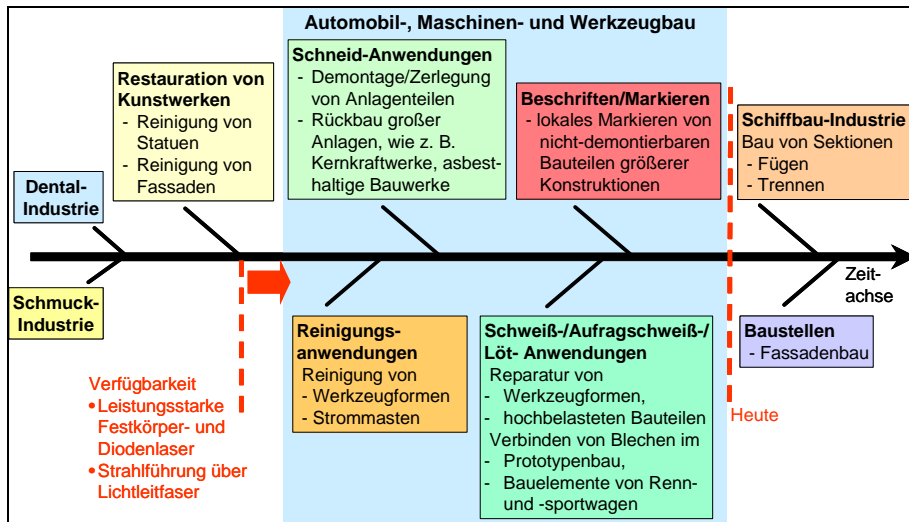 Automobil-, Maschinen- und Werkzeugbau
Restauration von
Kunstwerken
- Reinigung von
Statuen
- Reinigung von
Fassaden
Schneid-Anwendungen
- Demontage/Zerlegung
von Anlagenteilen
- Rückbau großer
Anlagen, wie z. B.
Kernkraftwerke, asbest-
haltige Bauwerke
Beschriften/Markieren
- lokales Markieren von
nicht-demontierbaren
Bauteilen größerer
Konstruktionen
Schiffbau-Industrie
Bau von Sektionen
- Fügen
- Trennen
Dental-
Industrie
Zeit-
achse
Schmuck-
Industrie
Reinigungs-
anwendungen
Reinigung von
- Werkzeugformen
- Strommasten
Schweiß-/Aufragschweiß-/
Löt- Anwendungen
Reparatur von
- Werkzeugformen,
- hochbelasteten Bauteilen
Verbinden von Blechen im
- Prototypenbau,
- Bauelemente von Renn-
und -sportwagen
Baustellen
- Fassadenbau
Verfügbarkeit
• Leistungsstarke
Festkörper- und
Diodenlaser
• Strahlführung über
Lichtleitfaser
Heute